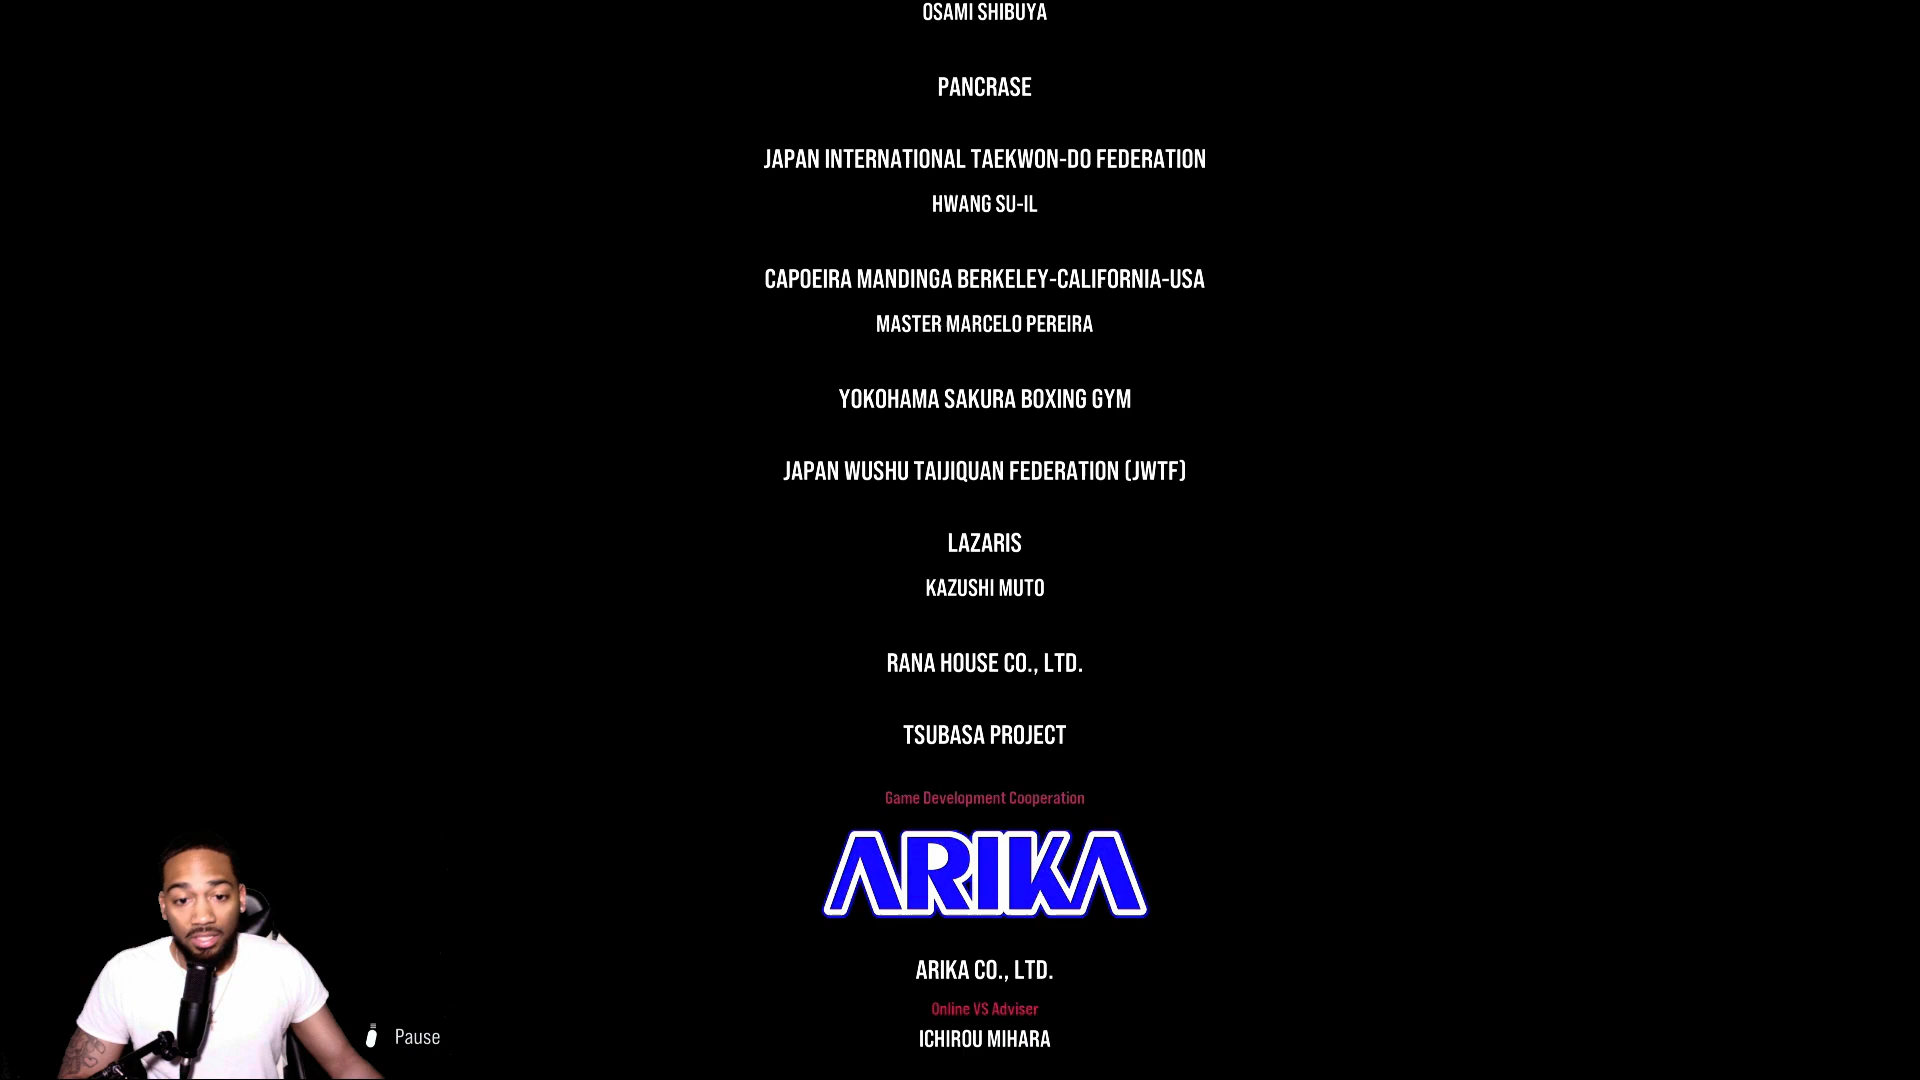 OSAMI SHIBUYA
PANCRASE
JAPAN INTERNATIONAL TAEKWON-DO FEDERATION
HWANG SU-IL
CAPOEIRA MANDINGA BERKELEY-CALIFORNIA-USA
MASTER MARCELO PEREIRA
YOKOHAMA SAKURA BOXING GYM
JAPAN WUSHU TAIJIQUAN FEDERATION (JWTF)
LAZARIS
KAZUSHI MUTO
RANA HOUSE CO., LTD.
TSUBASA PROJECT
Game Development Cooperation
ARIKA
ARIKA CO., LTD.
Online VS Adviser
ICHIROU MIHARA
Pause